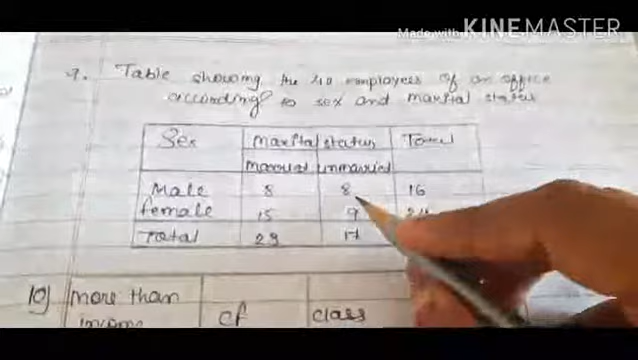 Made with KINEMASTER
9. Table showing the 40 employees of an office
according to sex and marital status
Sex Marital status Total
married unmarried
Male 8 8 16
female 15 9 24
Total 23 17
10) more than
income cf class